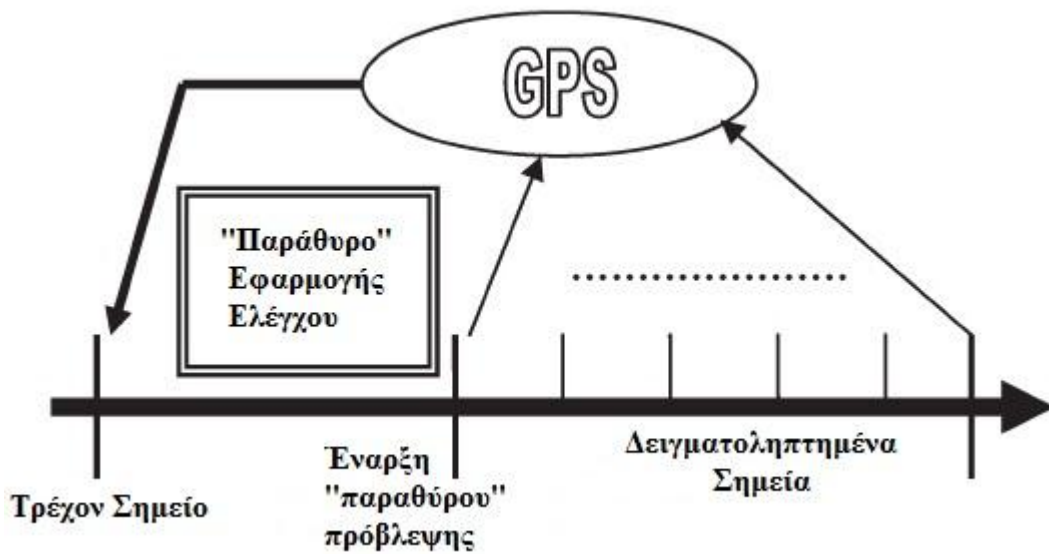 GPS
"Παράθυρο"
Εφαρμογής
Ελέγχου
Τρέχον Σημείο
Έναρξη
"παραθύρου"
πρόβλεψης
Δειγματοληπτημένα
Σημεία